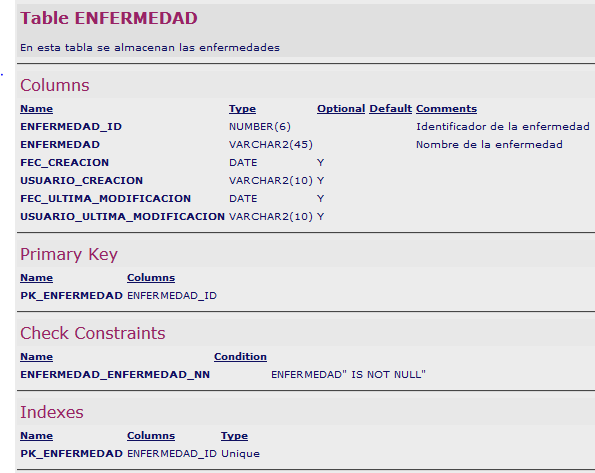 Table ENFERMEDAD
En esta tabla se almacenan las enfermedades
Columns
Name Type Optional Default Comments
ENFERMEDAD_ID NUMBER(6) Identificador de la enfermedad
ENFERMEDAD VARCHAR2(45) Nombre de la enfermedad
FEC_CREACION DATE Y
USUARIO_CREACION VARCHAR2(10) Y
FEC_ULTIMA_MODIFICACION DATE Y
USUARIO_ULTIMA_MODIFICACION VARCHAR2(10) Y
Primary Key
Name Columns
PK_ENFERMEDAD ENFERMEDAD_ID
Check Constraints
Name Condition
ENFERMEDAD_ENFERMEDAD_NN ENFERMEDAD" IS NOT NULL"
Indexes
Name Columns Type
PK_ENFERMEDAD ENFERMEDAD_ID Unique